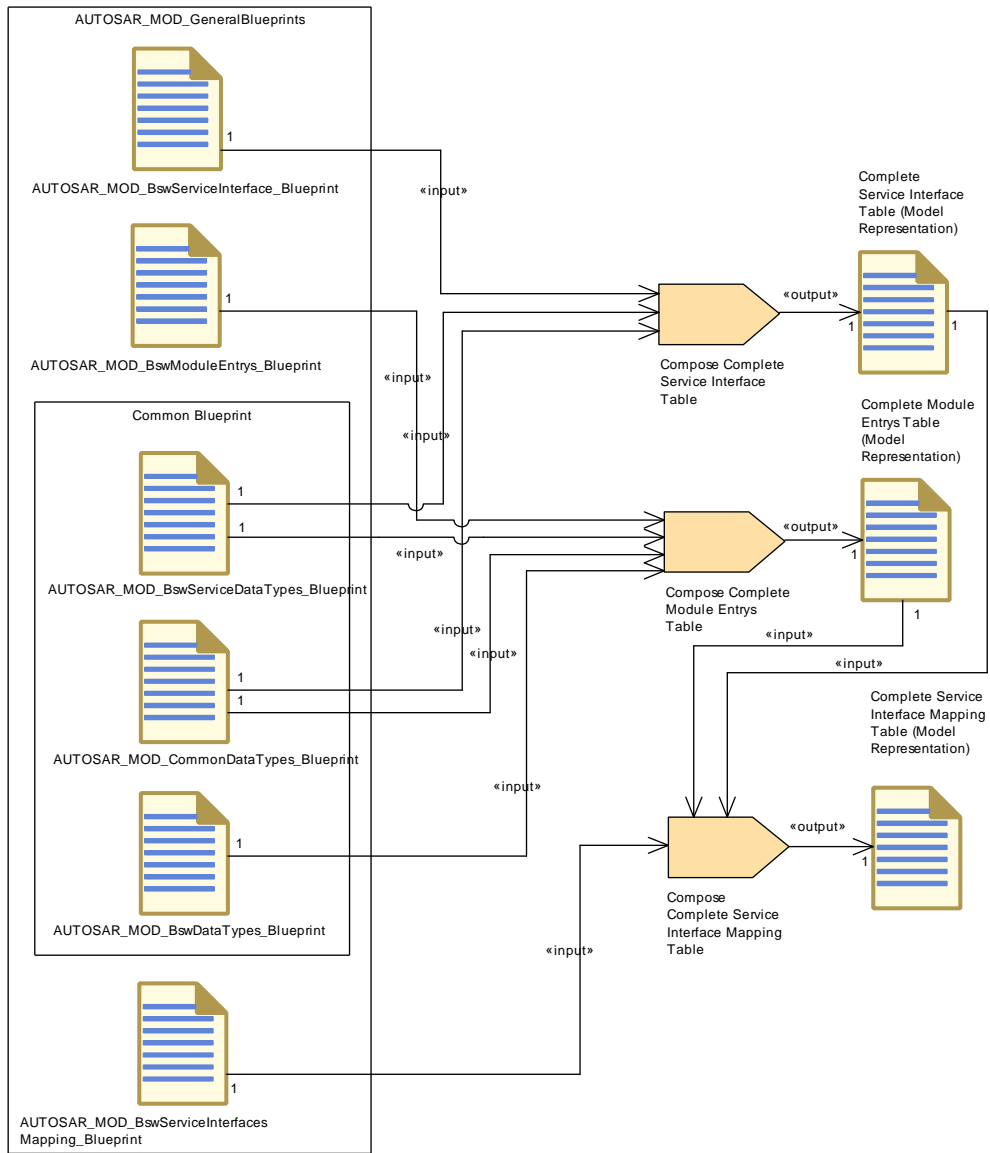 AUTOSAR_MOD_GeneralBlueprints
1
AUTOSAR_MOD_BswServiceInterface_Blueprint
«input»
Complete
Service Interface
Table (Model
Representation)
1
AUTOSAR_MOD_BswModuleEntrys_Blueprint
«input»
«output»
1
1
Compose Complete
Service Interface
Table
Common Blueprint
«input»
Complete Module
Entrys Table
(Model
Representation)
1
1
AUTOSAR_MOD_BswServiceDataTypes_Blueprint
«input»
«output»
1
1
Compose Complete
Module Entrys
Table
«input»
«input»
«input»
«input»
1
1
AUTOSAR_MOD_CommonDataTypes_Blueprint
Complete Service
Interface Mapping
Table (Model
Representation)
«input»
1
AUTOSAR_MOD_BswDataTypes_Blueprint
«output»
1
Compose
Complete Service
Interface Mapping
Table
«input»
1
AUTOSAR_MOD_BswServiceInterfaces
Mapping_Blueprint